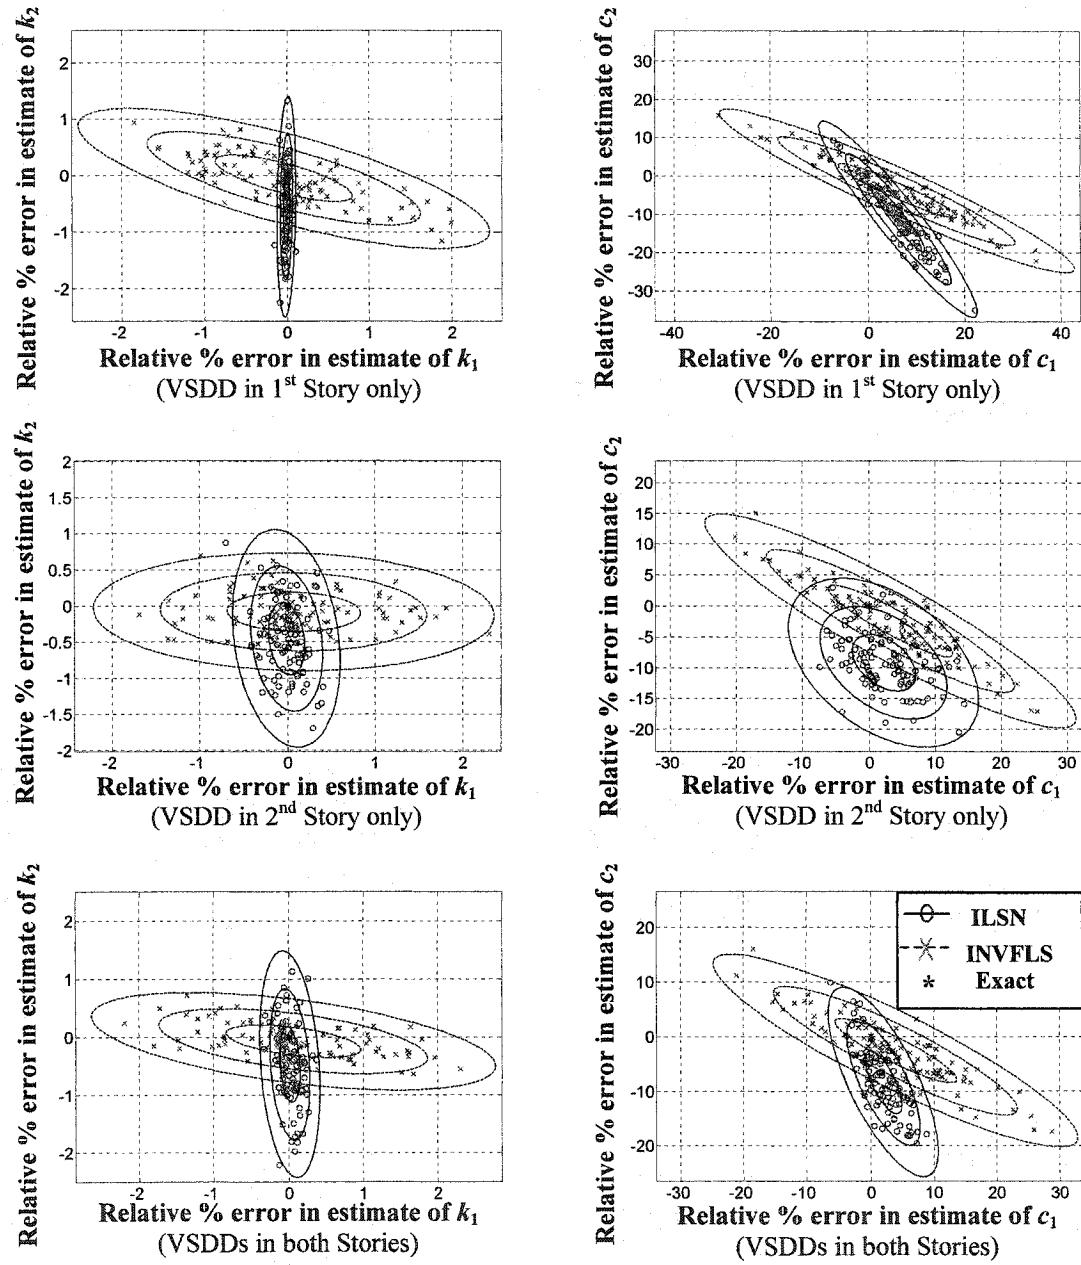 Relative % error in estimate of k2
2
1
0
-1
-2
-2 -1 0 1 2
Relative % error in estimate of k1
(VSDD in 1st Story only)
Relative % error in estimate of c2
30
20
10
0
-10
-20
-30
-40 -20 0 20 40
Relative % error in estimate of c1
(VSDD in 1st Story only)
Relative % error in estimate of k2
2
1.5
1
0.5
0
-0.5
-1
-1.5
-2
-2 -1 0 1 2
Relative % error in estimate of k1
(VSDD in 2nd Story only)
Relative % error in estimate of c2
20
15
10
5
0
-5
-10
-15
-20
-30 -20 -10 0 10 20 30
Relative % error in estimate of c1
(VSDD in 2nd Story only)
Relative % error in estimate of k2
2
1
0
-1
-2
-2 -1 0 1 2
Relative % error in estimate of k1
(VSDDs in both Stories)
Relative % error in estimate of c2
20
10
0
-10
-20
-30 -20 -10 0 10 20 30
ILSN
INVFLS
Exact
Relative % error in estimate of c1
(VSDDs in both Stories)